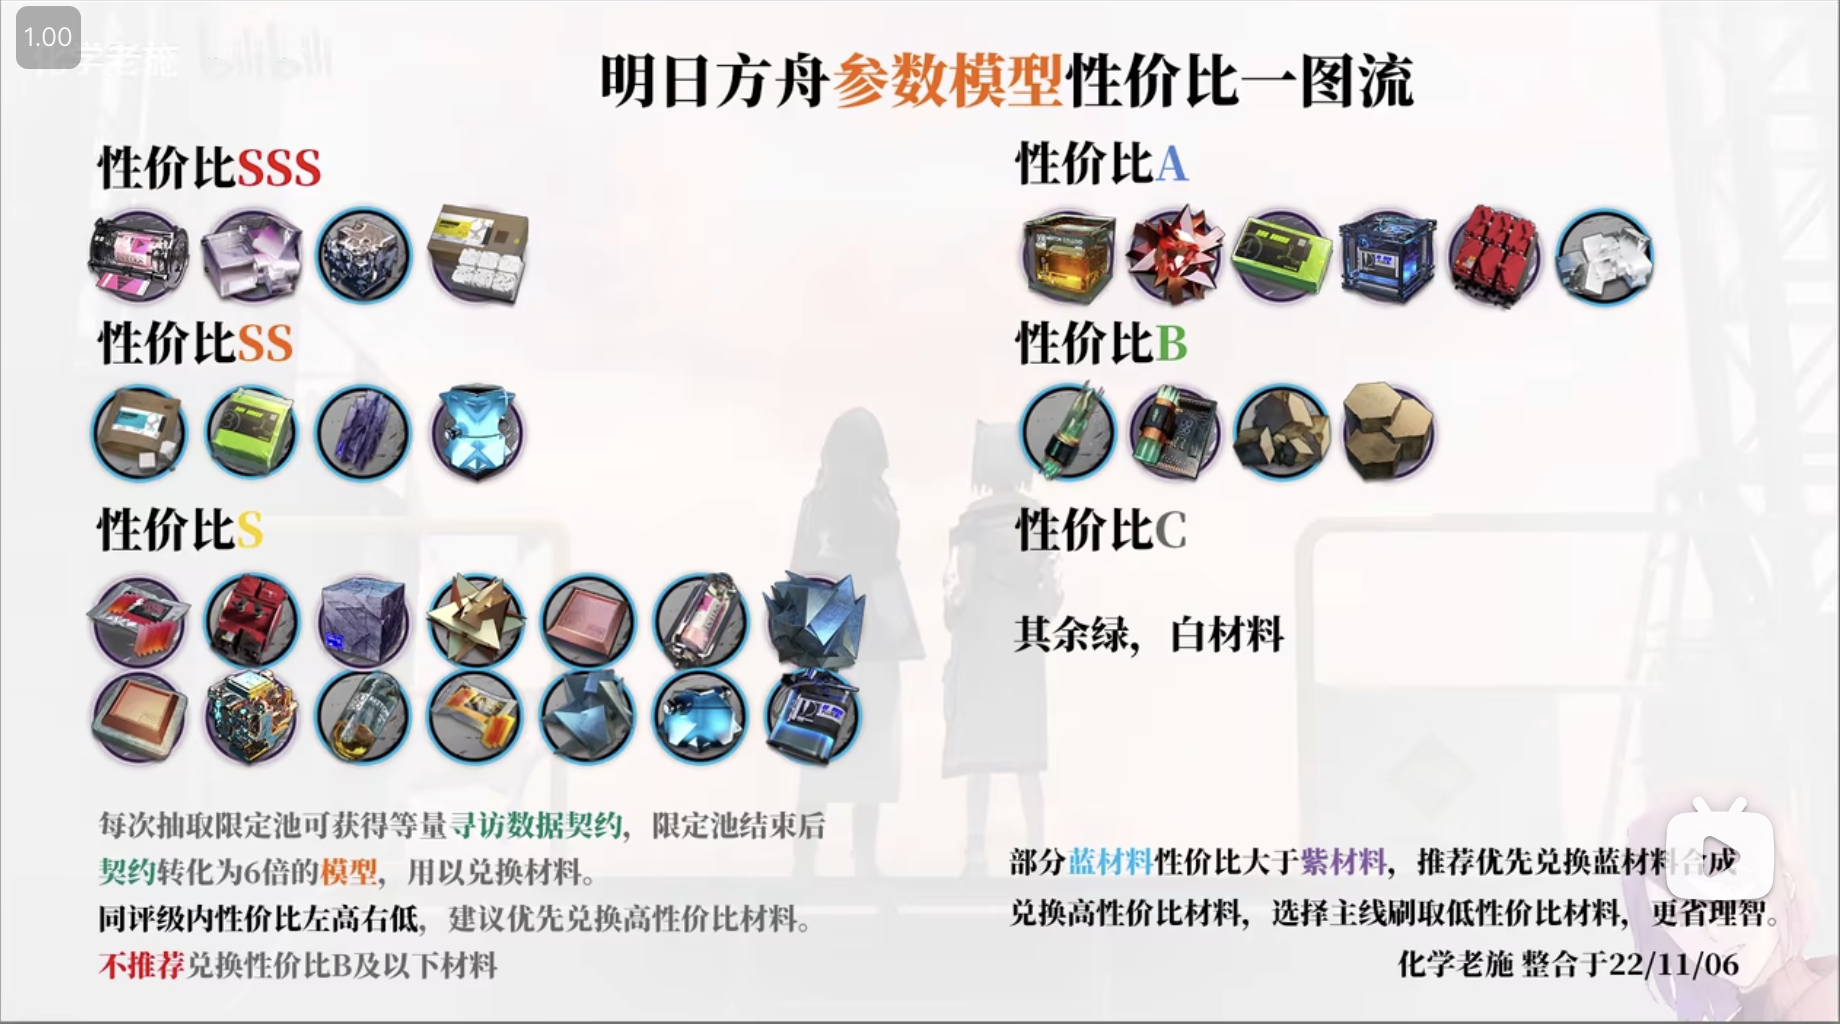 1.00
化学老施 bilibili
明日方舟参数模型性价比一图流
性价比SSS
性价比SS
性价比S
每次抽取限定池可获得等量寻访数据契约，限定池结束后
契约转化为6倍的模型，用以兑换材料。
同评级内性价比左高右低，建议优先兑换高性价比材料。
不推荐兑换性价比B及以下材料
性价比A
性价比B
性价比C
其余绿，白材料
部分蓝材料性价比大于紫材料，推荐优先兑换蓝材料合成
兑换高性价比材料，选择主线刷取低性价比材料，更省理智。
化学老施 整合于22/11/06